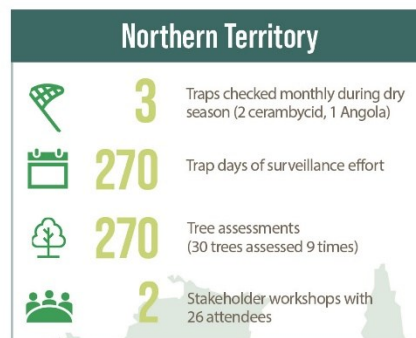 Northern Territory
3
Traps checked monthly during dry
season (2 cerambycid, 1 Angola)
270
Trap days of surveillance effort
270
Tree assessments
(30 trees assessed 9 times)
2
Stakeholder workshops with
26 attendees